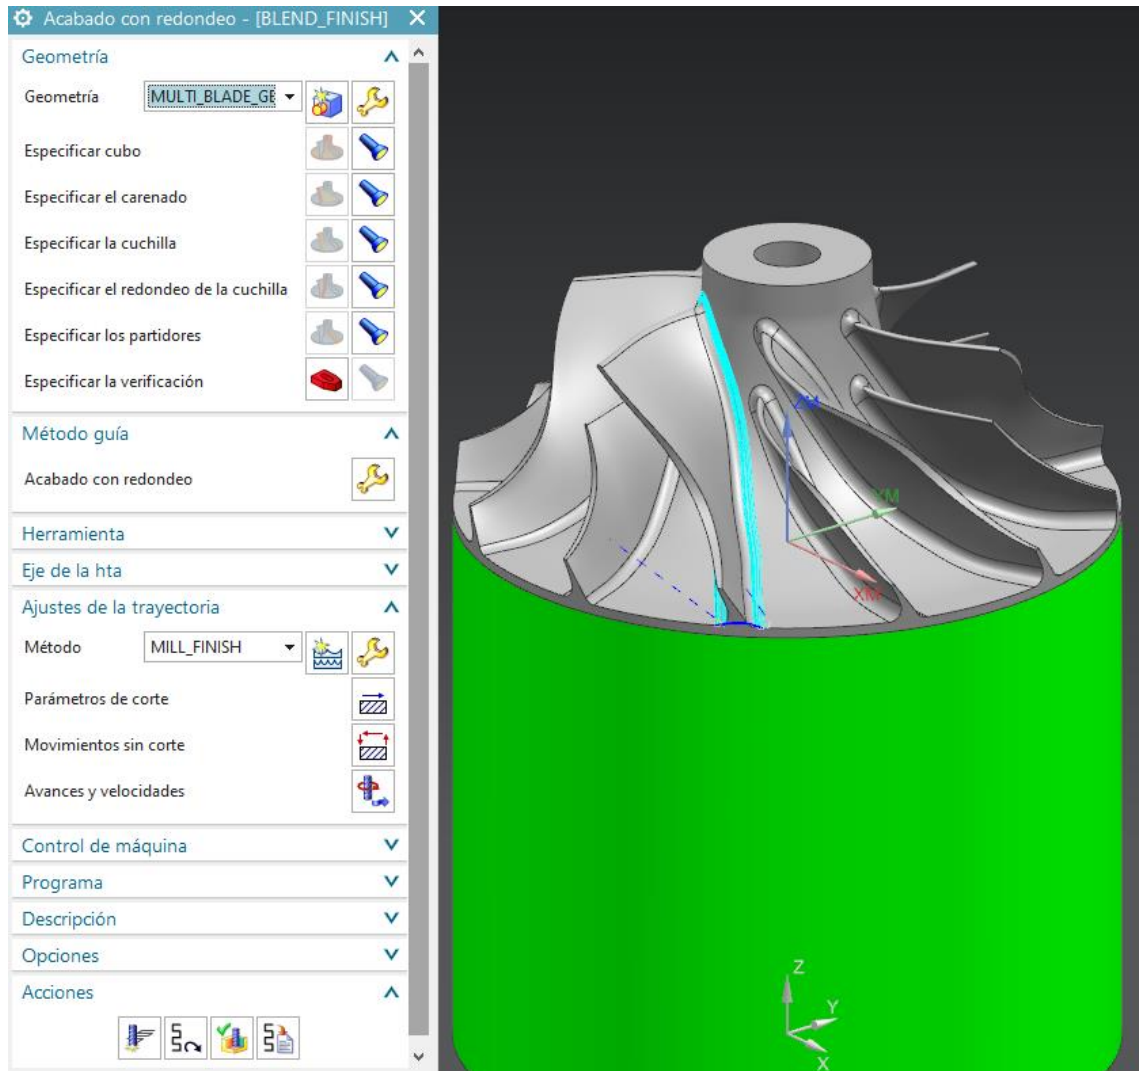 Acabado con redondeo - [BLEND_FINISH]
Geometría
Geometría MULTI_BLADE_GE
Especificar cubo
Especificar el carenado
Especificar la cuchilla
Especificar el redondeo de la cuchilla
Especificar los partidores
Especificar la verificación
Método guía
Acabado con redondeo
Herramienta
Eje de la hta
Ajustes de la trayectoria
Método MILL_FINISH
Parámetros de corte
Movimientos sin corte
Avances y velocidades
Control de máquina
Programa
Descripción
Opciones
Acciones
ZM
YM
XM
Z
Y
X